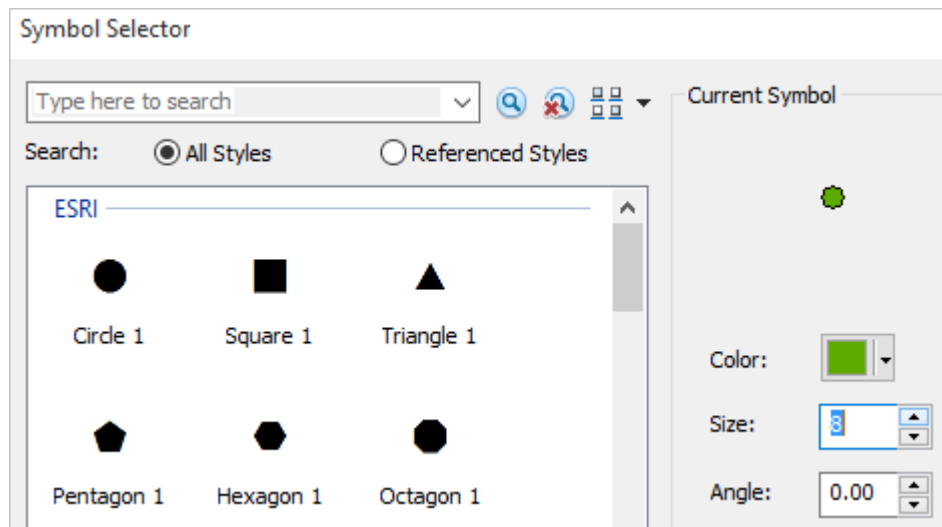 Symbol Selector
Type here to search
Current Symbol
Search: All Styles Referenced Styles
ESRI
Circle 1 Square 1 Triangle 1
Color:
Size: 8
Pentagon 1 Hexagon 1 Octagon 1
Angle: 0.00